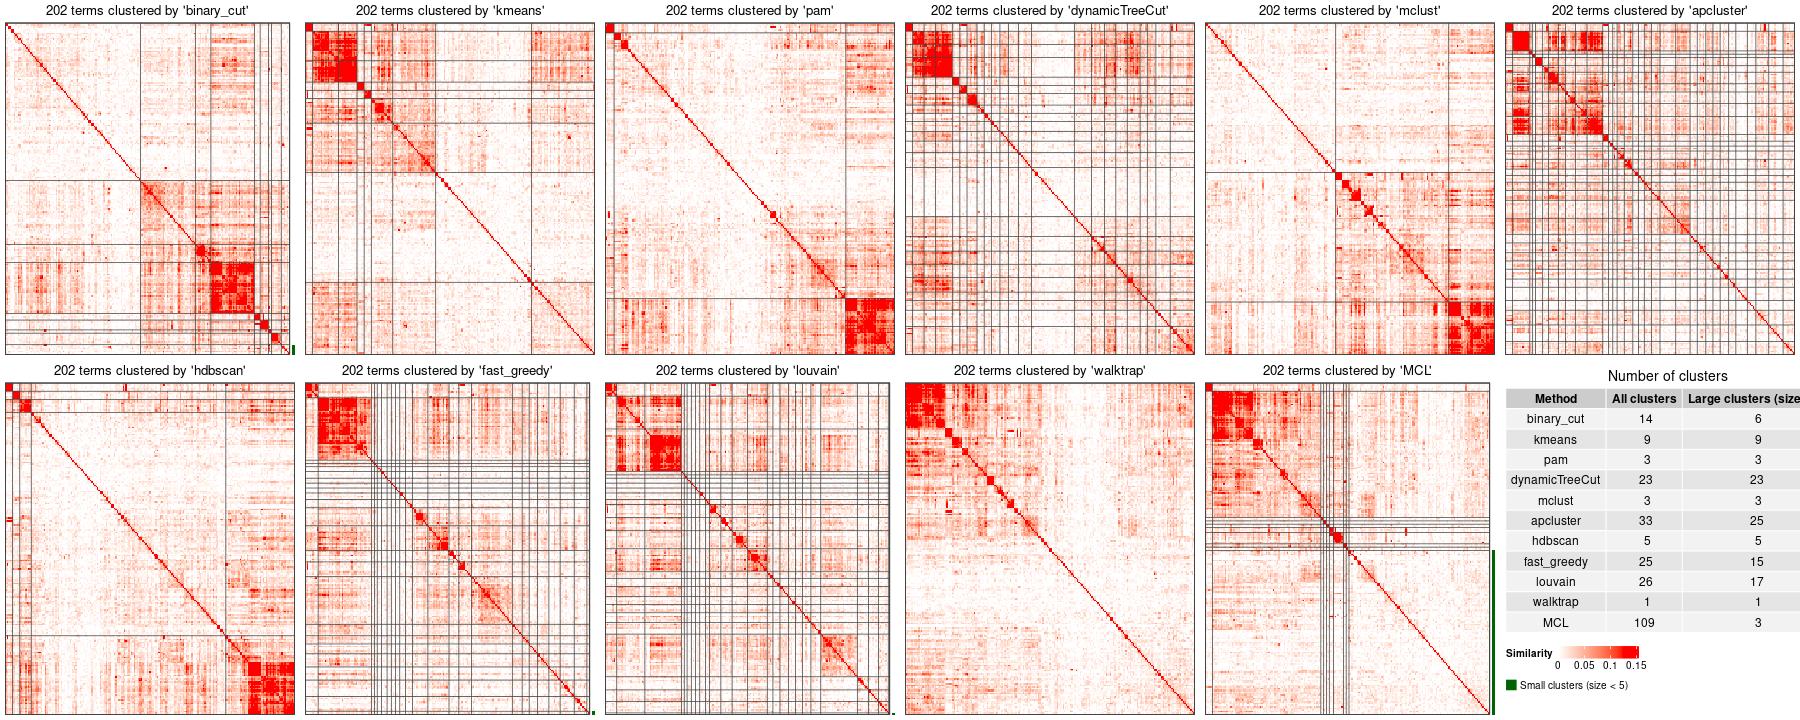 202 terms clustered by 'binary_cut'
202 terms clustered by 'kmeans'
202 terms clustered by 'pam'
202 terms clustered by 'dynamicTreeCut'
202 terms clustered by 'mclust'
202 terms clustered by 'apcluster'
202 terms clustered by 'hdbscan'
202 terms clustered by 'fast_greedy'
202 terms clustered by 'louvain'
202 terms clustered by 'walktrap'
202 terms clustered by 'MCL'
Number of clusters
Method All clusters Large clusters (size
binary_cut 14 6
kmeans 9 9
pam 3 3
dynamicTreeCut 23 23
mclust 3 3
apcluster 33 25
hdbscan 5 5
fast_greedy 25 15
louvain 26 17
walktrap 1 1
MCL 109 3
Similarity
0 0.05 0.1 0.15
Small clusters (size < 5)